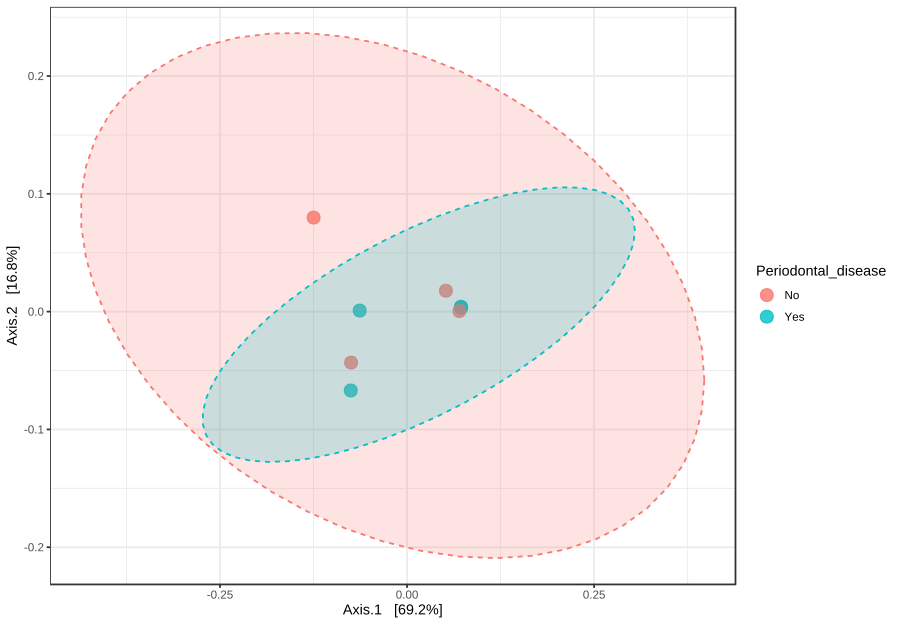 0.2
0.1
0.0
-0.1
-0.2
Axis.2 [16.8%]
-0.25 0.00 0.25
Axis.1 [69.2%]
Periodontal_disease
No
Yes